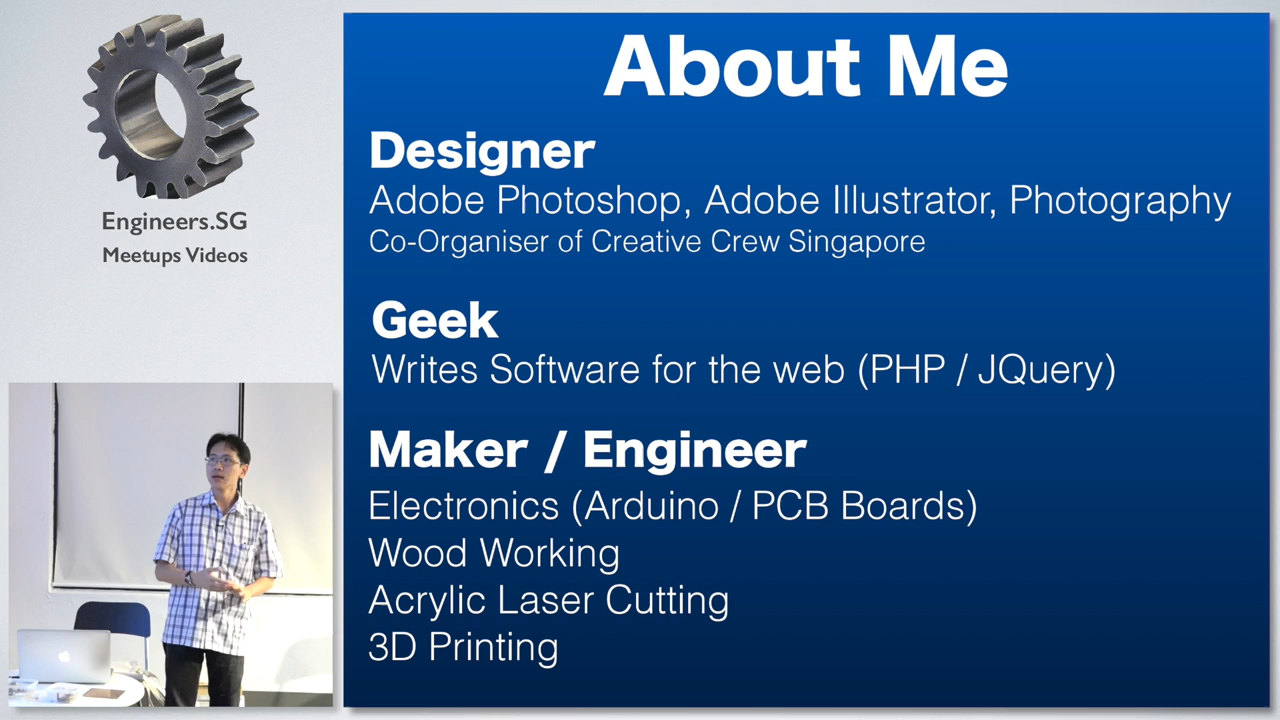 Engineers.SG
Meetups Videos
About Me
Designer
Adobe Photoshop, Adobe Illustrator, Photography
Co-Organiser of Creative Crew Singapore
Geek
Writes Software for the web (PHP / JQuery)
Maker / Engineer
Electronics (Arduino / PCB Boards)
Wood Working
Acrylic Laser Cutting
3D Printing